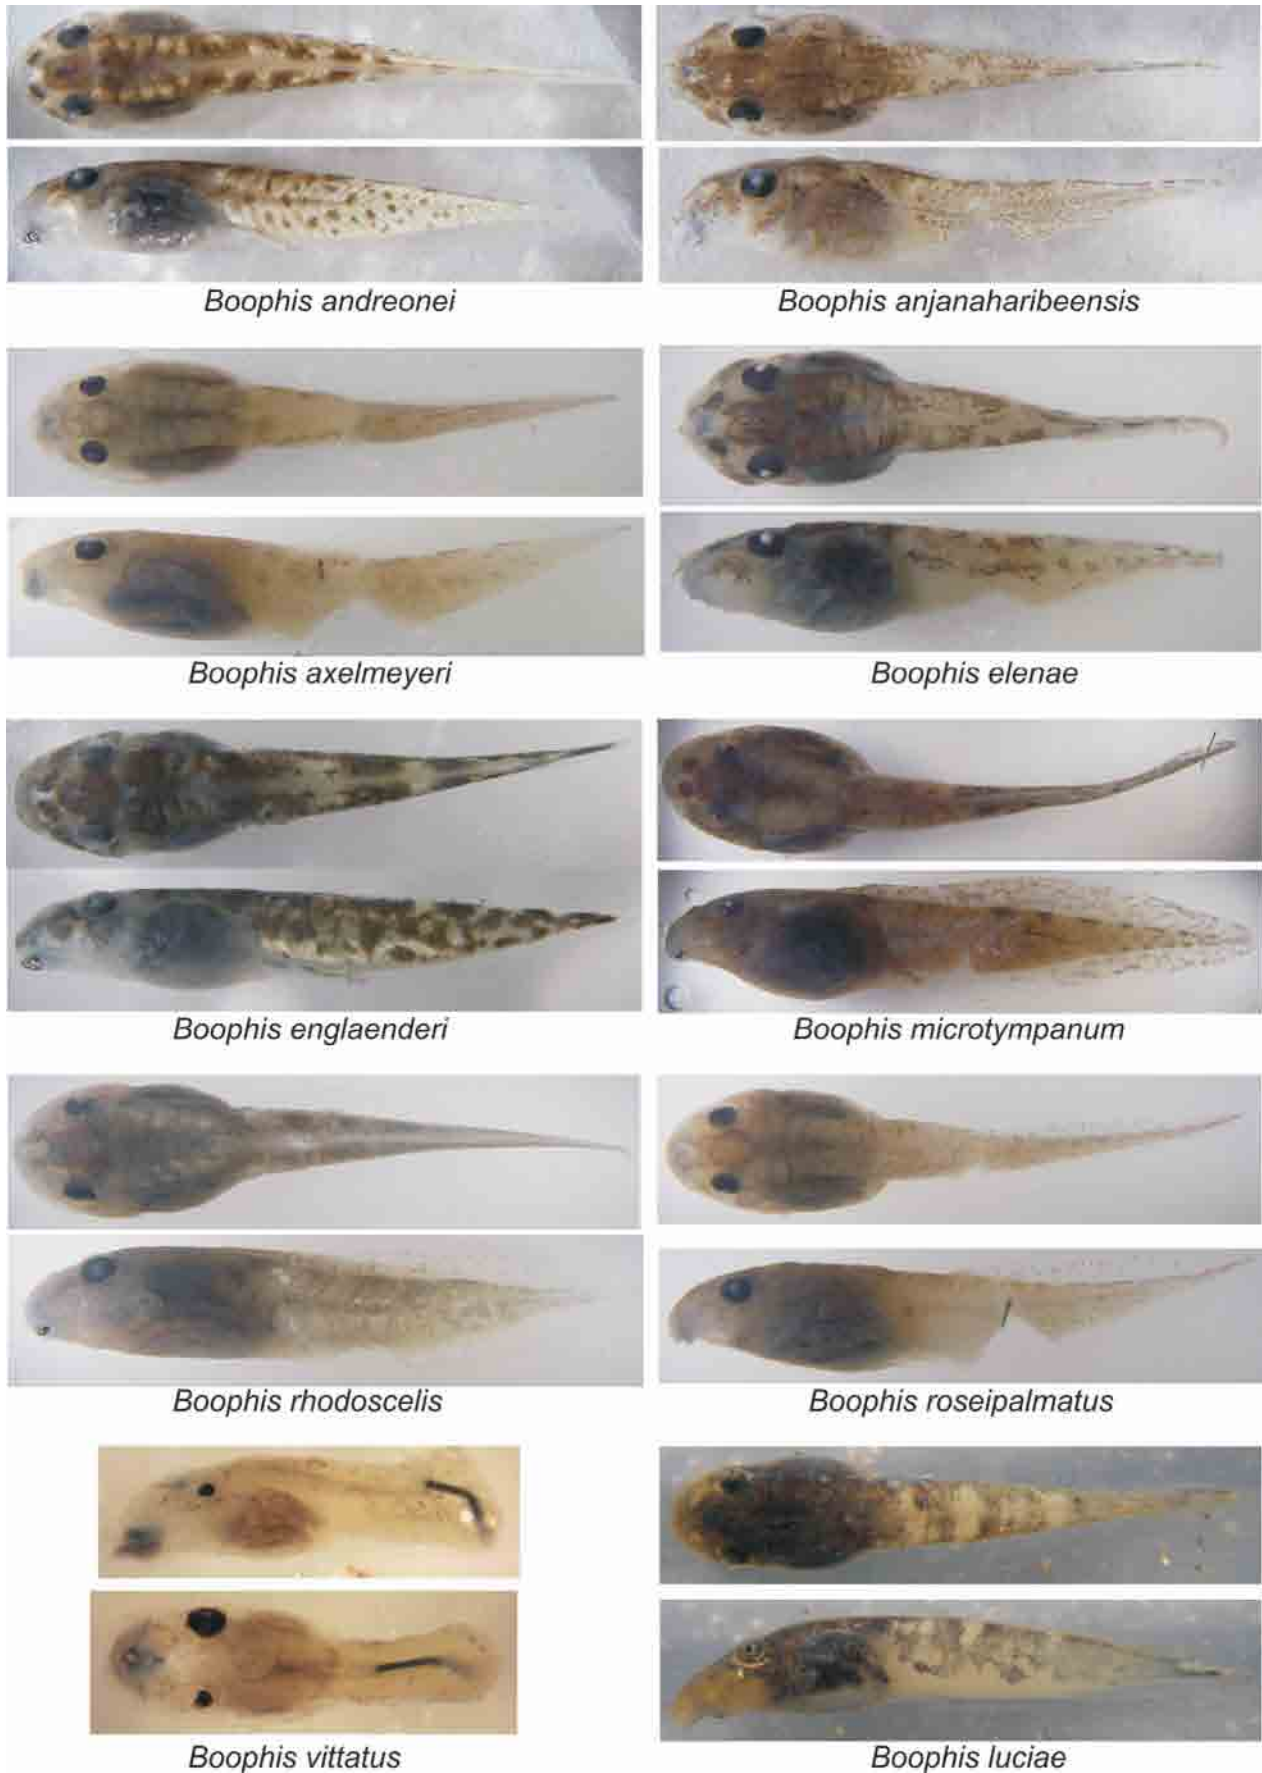 Boophis andreonei
Boophis anjanaharibeensis
Boophis axelmeyeri
Boophis elenae
Boophis englaenderi
Boophis microtympanum
Boophis rhodoscelis
Boophis roseipalmatus
Boophis vittatus
Boophis luciae